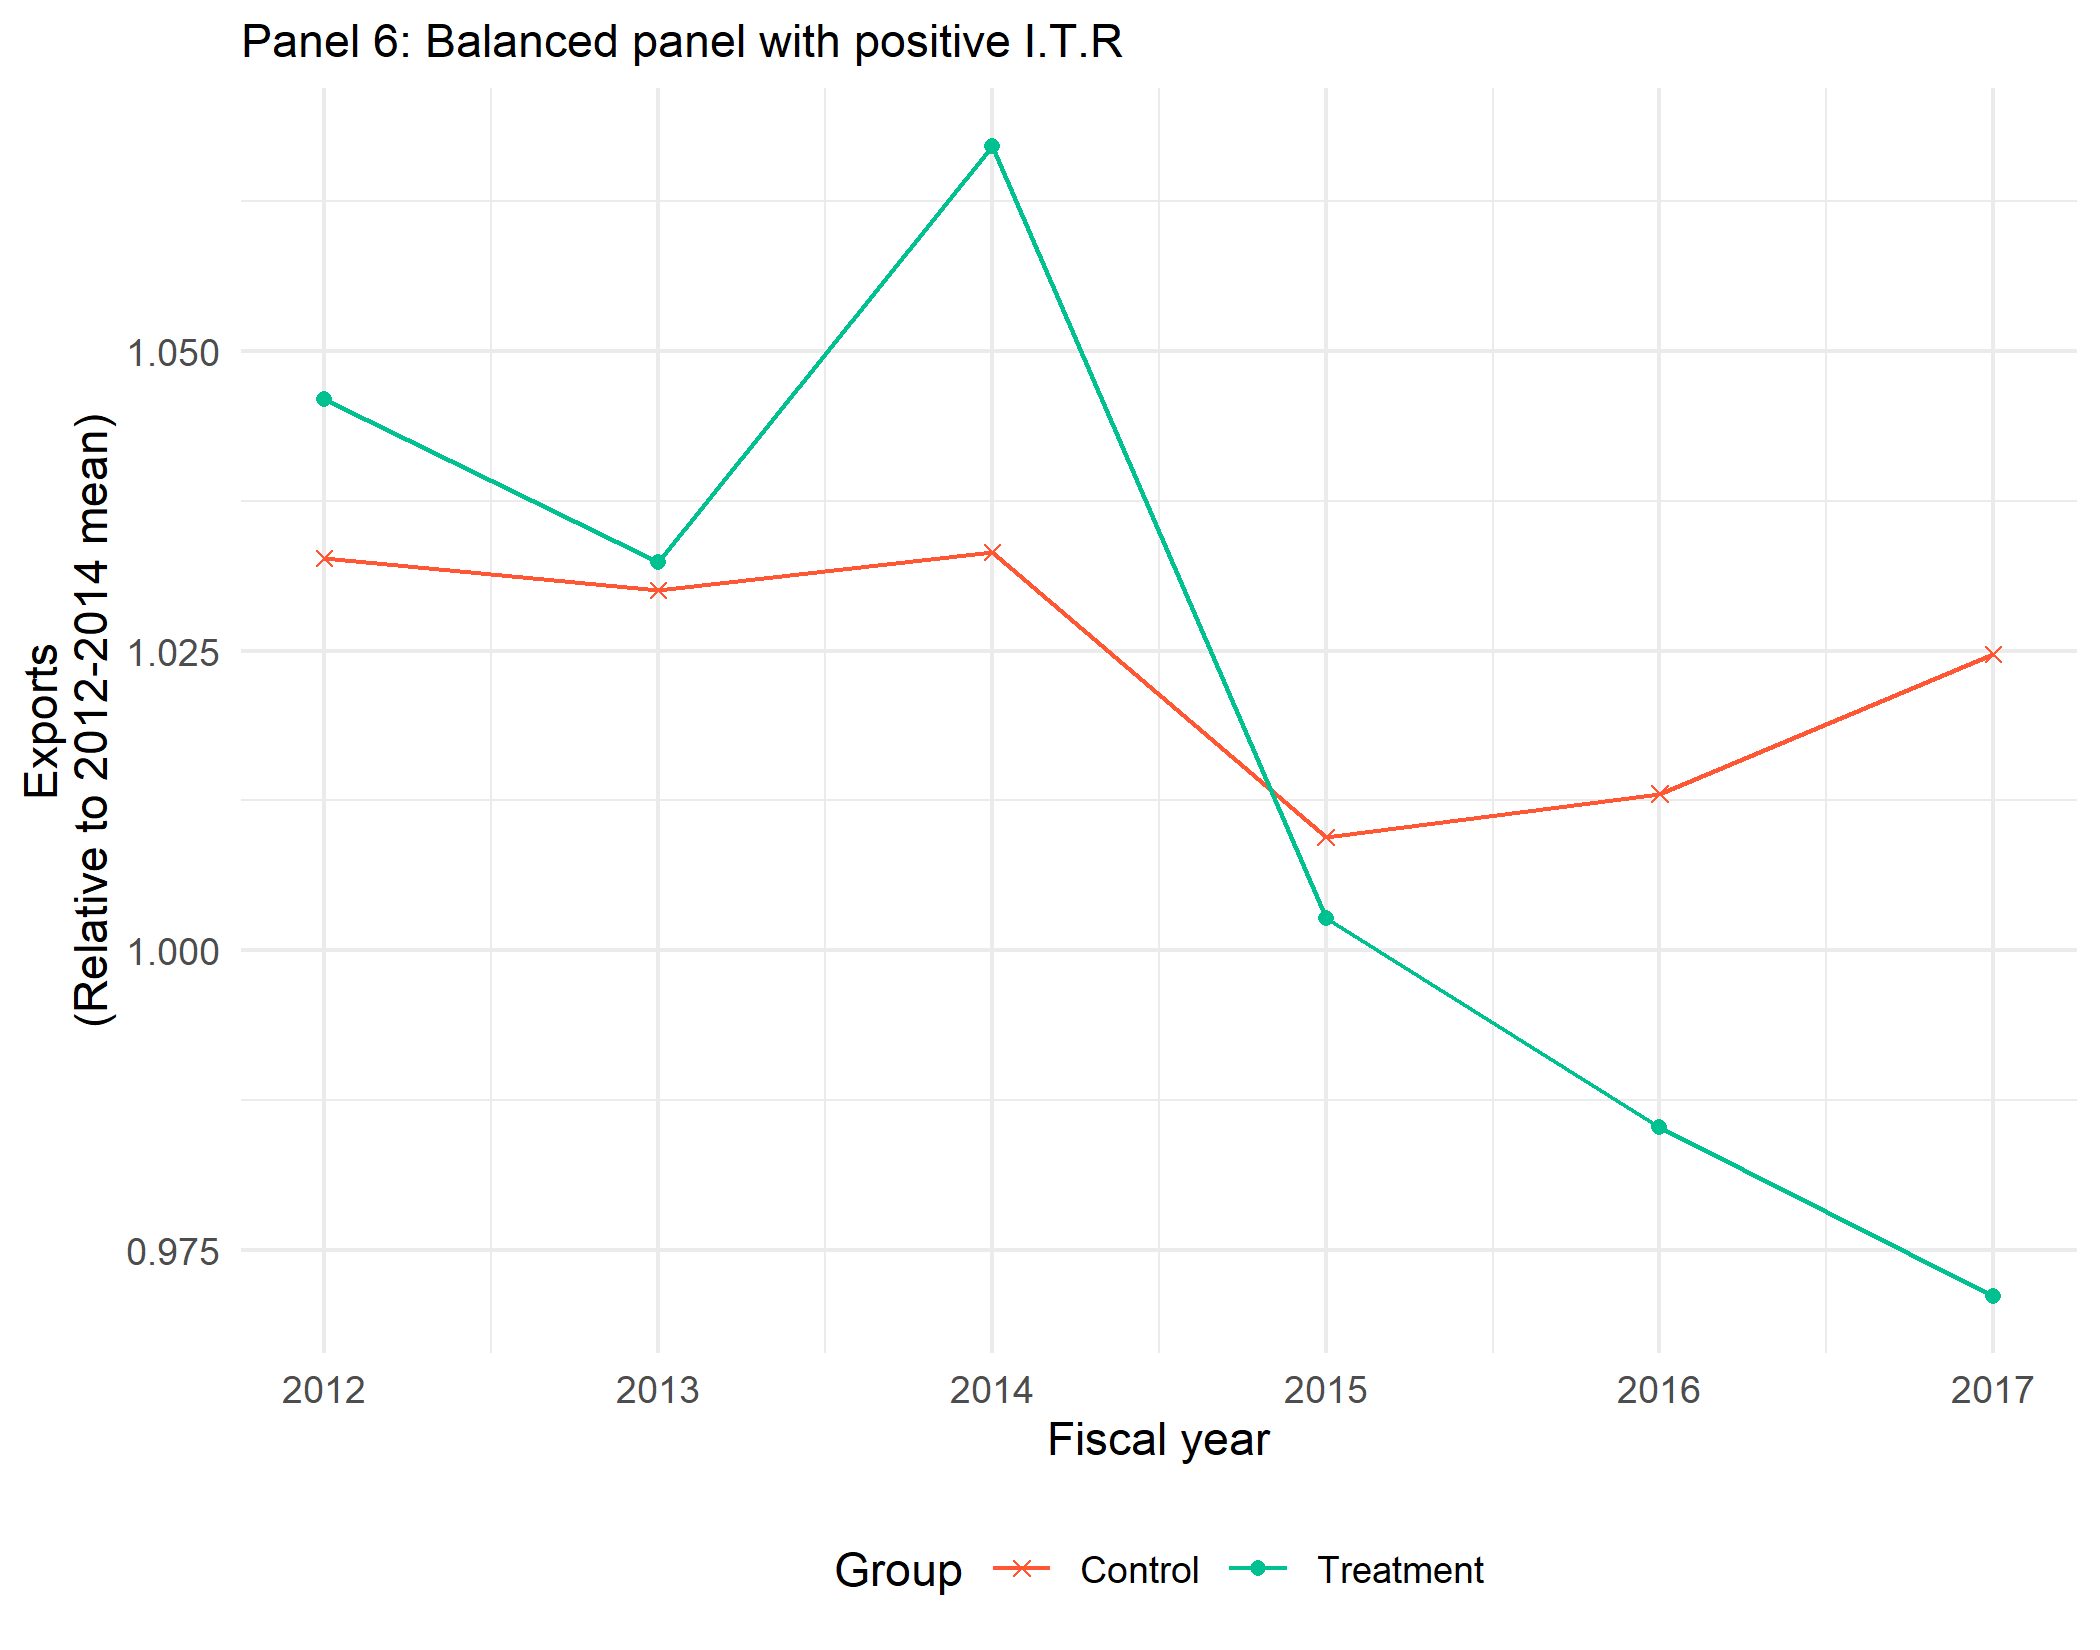 Panel 6: Balanced panel with positive I.T.R
Exports
(Relative to 2012-2014 mean)
1.050
1.025
1.000
0.975
2012 2013 2014 2015 2016 2017
Fiscal year
Group Control Treatment